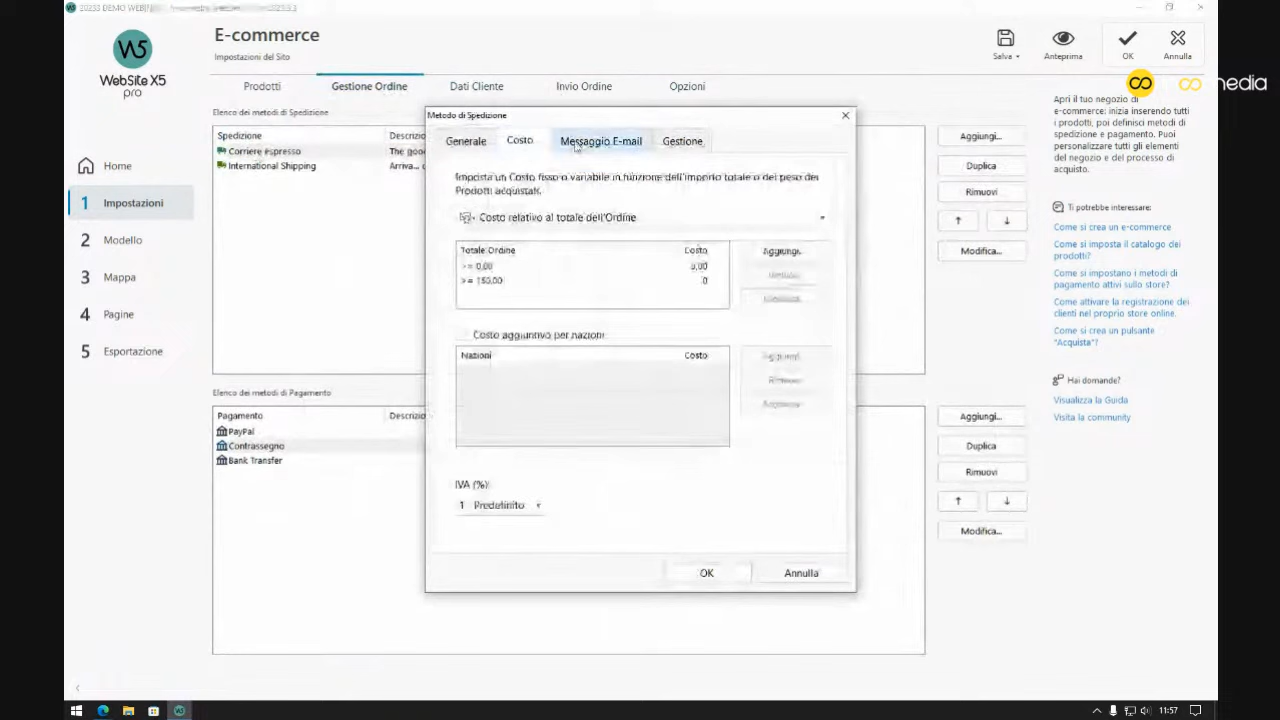 E-commerce
Impostazioni del Sito
Salva
Anteprima
OK
Annulla
WebSite X5
pro
Home
1 Impostazioni
2 Modello
3 Mappa
4 Pagine
5 Esportazione
Prodotti
Gestione Ordine
Dati Cliente
Invio Ordine
Opzioni
Elenco dei metodi di Spedizione
Spedizione
Descrizio
Corriere espresso
The good
International Shipping
Arriva...
Aggiungi...
Duplica
Rimuovi
↑
↓
Modifica...
Elenco dei metodi di Pagamento
Pagamento
Descrizio
PayPal
Contrassegno
Bank Transfer
Aggiungi...
Duplica
Rimuovi
↑
↓
Modifica...
Metodo di Spedizione
Generale
Costo
Messaggio E-mail
Gestione
Imposta un Costo fisso o variabile in funzione dell'importo totale o del peso dei
Prodotti acquistati.
Costo relativo al totale dell'Ordine
Totale Ordine
Costo
>= 0,00
>= 150,00
0
Aggiungi...
Costo aggiuntivo per nazioni
Nazioni
Costo
IVA (%):
1 Predefinito
OK
Annulla
media
Apri il tuo negozio di
e-commerce: inizia inserendo tutti
i prodotti, poi definisci metodi di
spedizione e pagamento. Puoi
personalizzare tutti gli elementi
del negozio e del processo di
acquisto.
Ti potrebbe interessare:
Come si crea un e-commerce
Come si imposta il catalogo dei
prodotti?
Come si impostano i metodi di
pagamento attivi sullo store?
Come attivare la registrazione dei
clienti nel proprio store online.
Come si crea un pulsante
"Acquista"?
Hai domande?
Visualizza la Guida
Visita la community
11:57